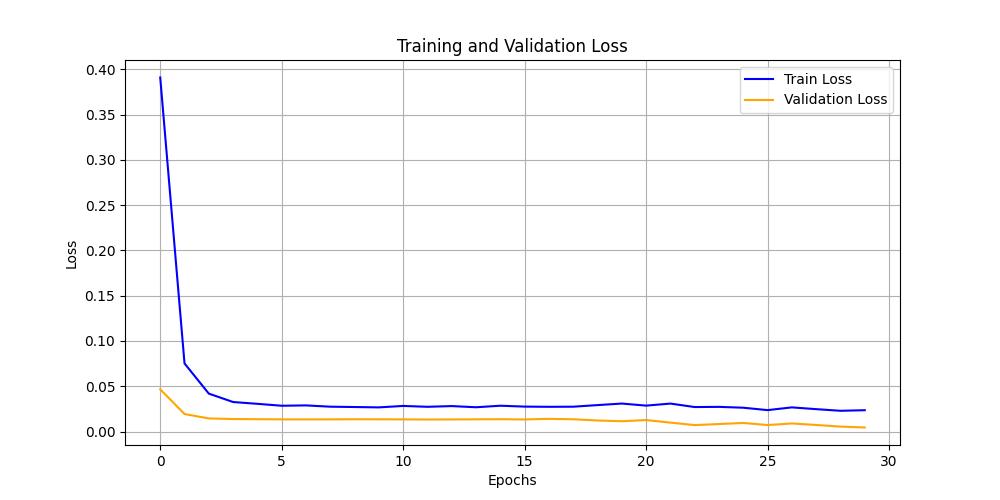 Training and Validation Loss
Train Loss
Validation Loss
0.40
0.35
0.30
0.25
0.20
0.15
0.10
0.05
0.00
Loss
0 5 10 15 20 25 30
Epochs